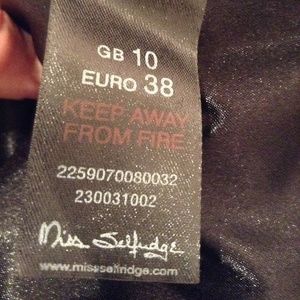 GB 10
EURO 38
KEEP AWAY
FROM FIRE
2259070080032
230031002
Miss Selfridge
www.missselfridge.com